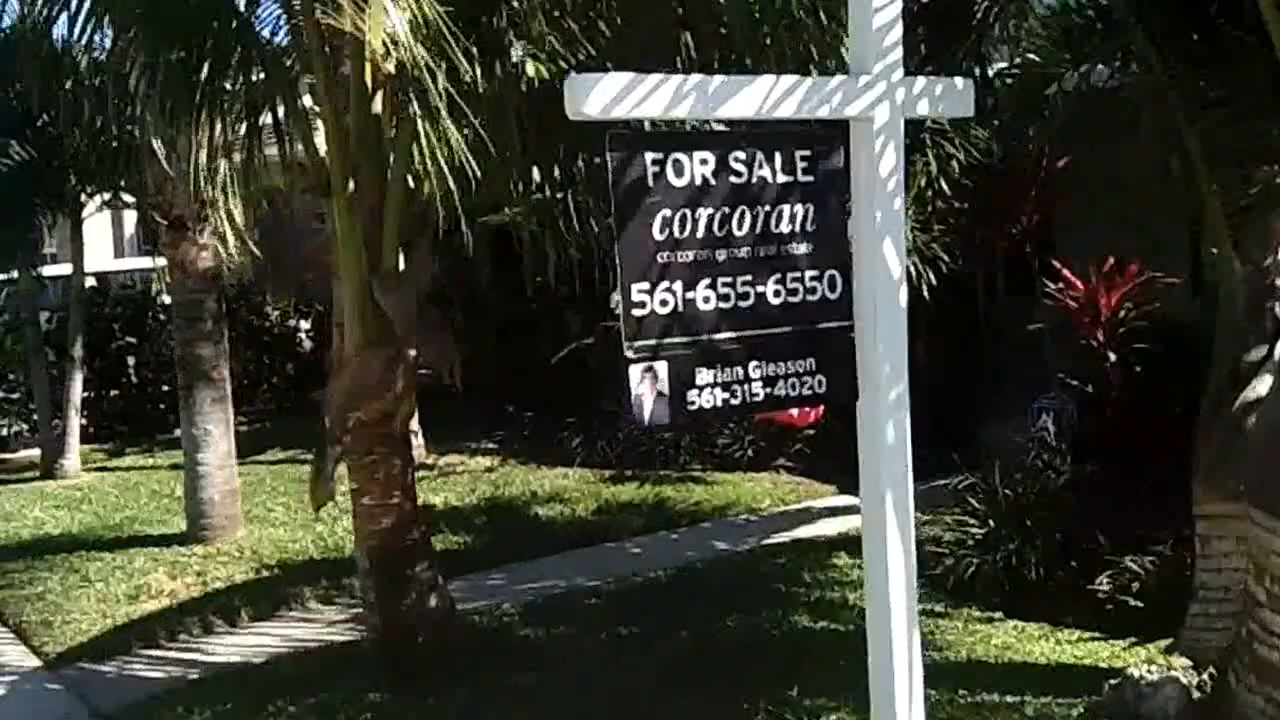 FOR SALE
corcoran
corcoran group real estate
561-655-6550
Brian Gleason
561-315-4020